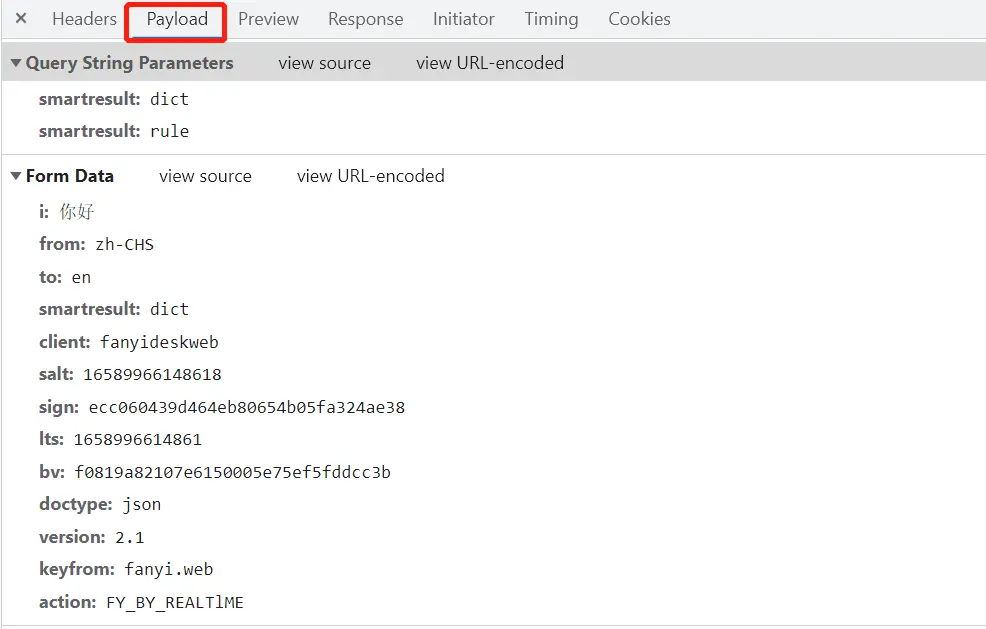 × Headers Payload Preview Response Initiator Timing Cookies
▼ Query String Parameters view source view URL-encoded
smartresult: dict
smartresult: rule
▼ Form Data view source view URL-encoded
i: 你好
from: zh-CHS
to: en
smartresult: dict
client: fanyideskweb
salt: 16589966148618
sign: ecc060439d464eb80654b05fa324ae38
lts: 1658996614861
bv: f0819a82107e6150005e75ef5fddcc3b
doctype: json
version: 2.1
keyfrom: fanyi.web
action: FY_BY_REALTlME